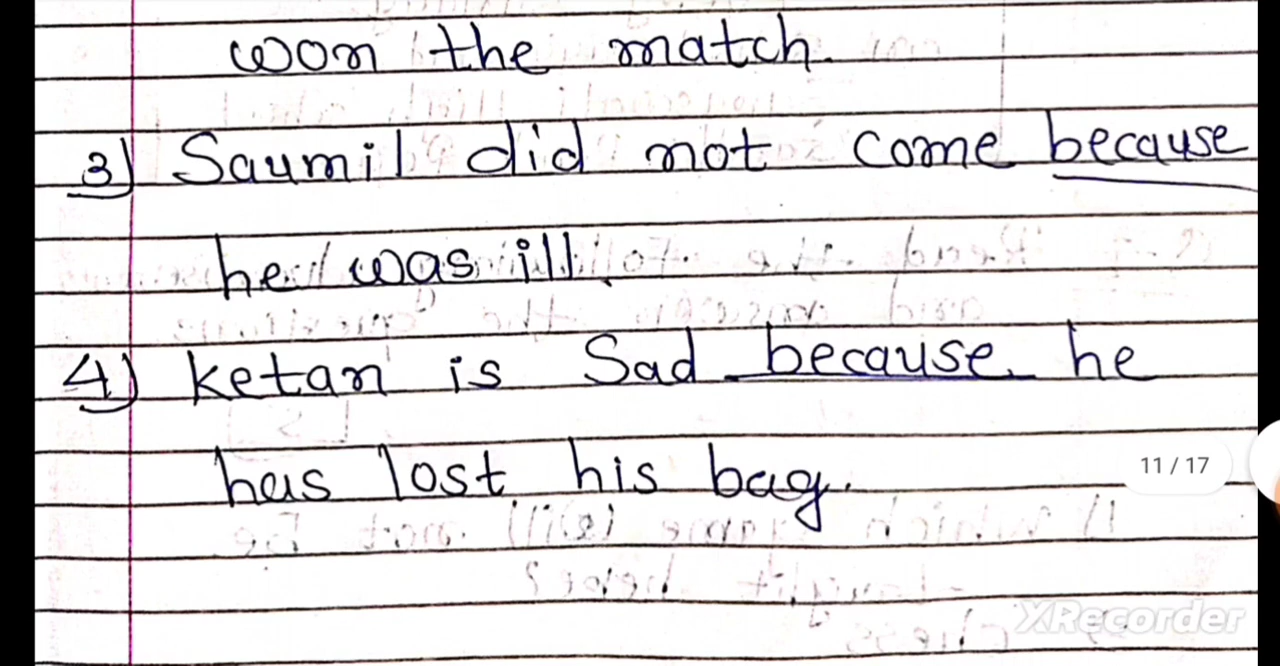 won the match.
3) Saumil did not come because
he was ill.
4) ketan is Sad because he
has lost his bag.
11 / 17
XRecorder